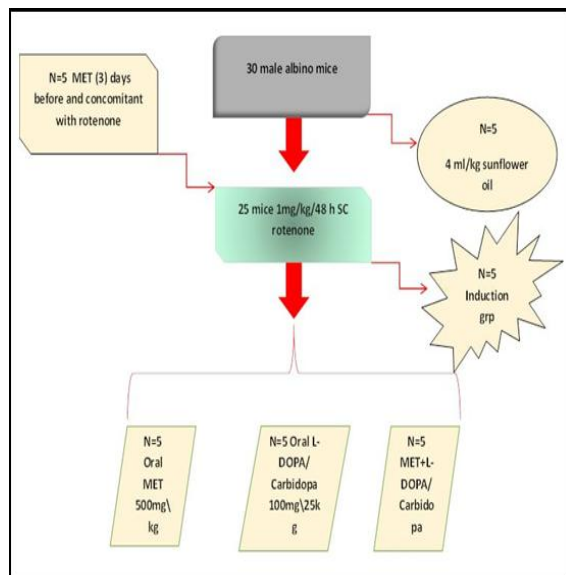 30 male albino mice
N=5 MET (3) days
before and concomitant
with rotenone
N=5
4 ml/kg sunflower
oil
25 mice 1mg/kg/48 h SC
rotenone
N=5
Induction
grp
N=5
Oral
MET
500mg\
kg
N=5 Oral L-
DOPA/
Carbidopa
100mg\25k
g
N=5
MET+L-
DOPA/
Carbido
pa